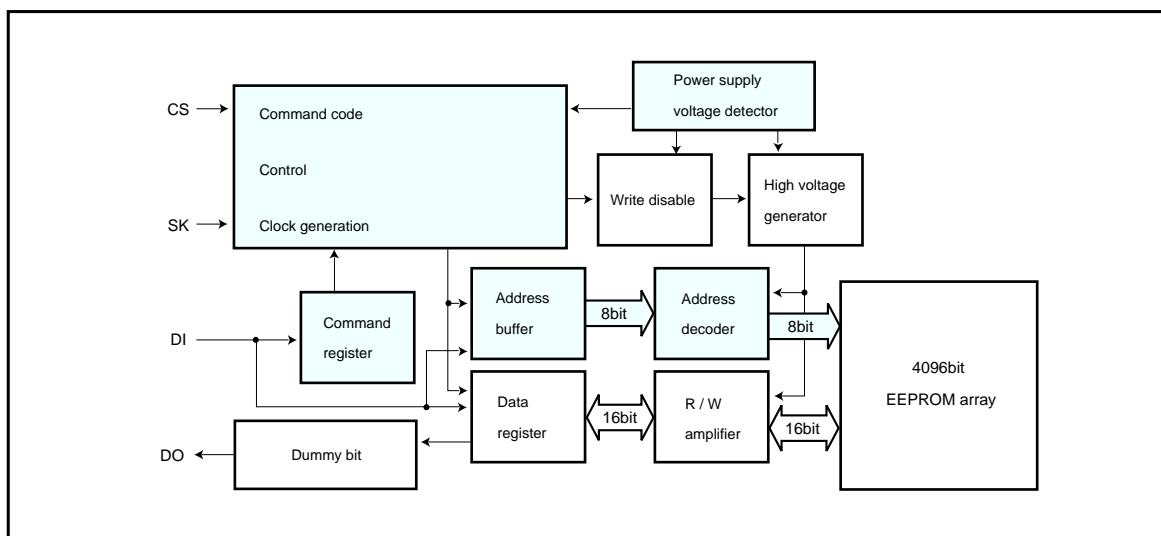 Power supply
voltage detector
CS
Command code
Control
Write disable
High voltage
generator
SK
Clock generation
Address
buffer
8bit
Address
decoder
8bit
DI
Command
register
4096bit
EEPROM array
Data
register
16bit
R / W
amplifier
16bit
DO
Dummy bit